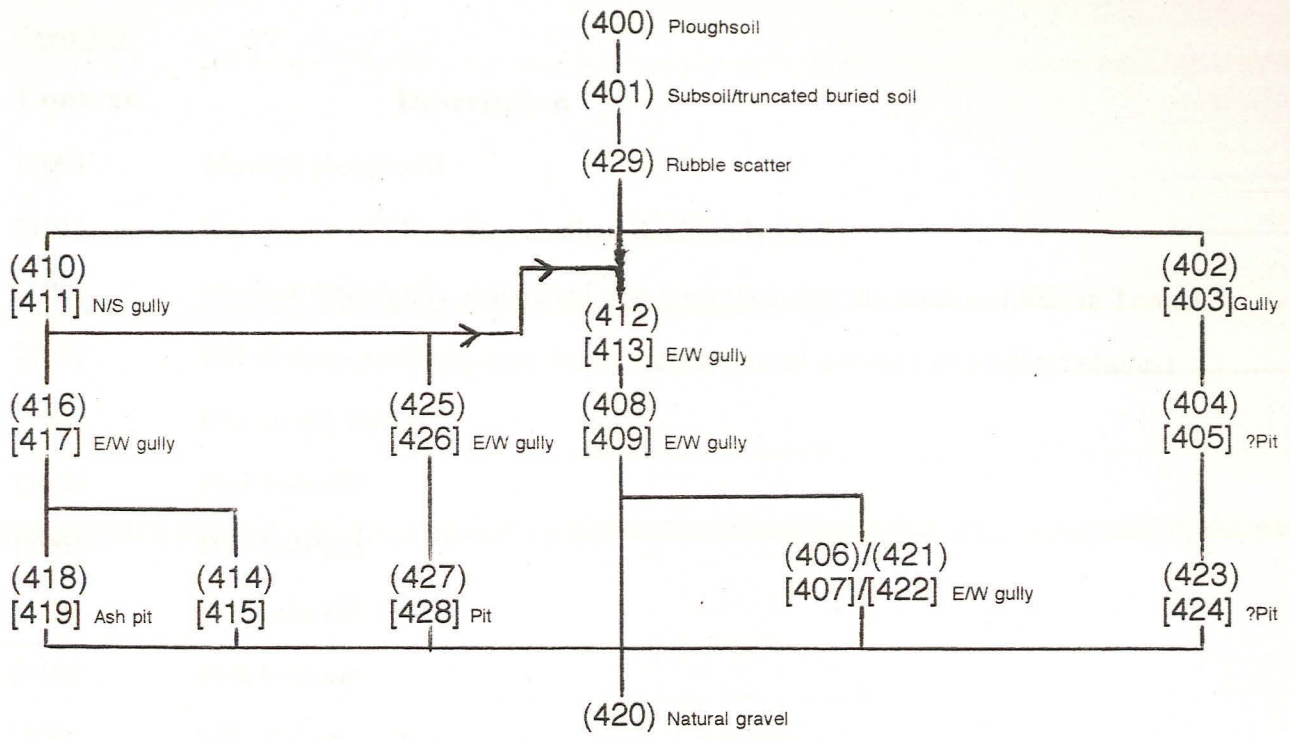 (400) Ploughsoil
(401) Subsoil/truncated buried soil
(429) Rubble scatter
(410)
[411] N/S gully
(402)
[403] Gully
(412)
[413] E/W gully
(416)
[417] E/W gully
(425)
[426] E/W gully
(408)
[409] E/W gully
(404)
[405] ?Pit
(418)
[419] Ash pit
(414)
[415]
(427)
[428] Pit
(406)/(421)
[407]/[422] E/W gully
(423)
[424] ?Pit
(420) Natural gravel